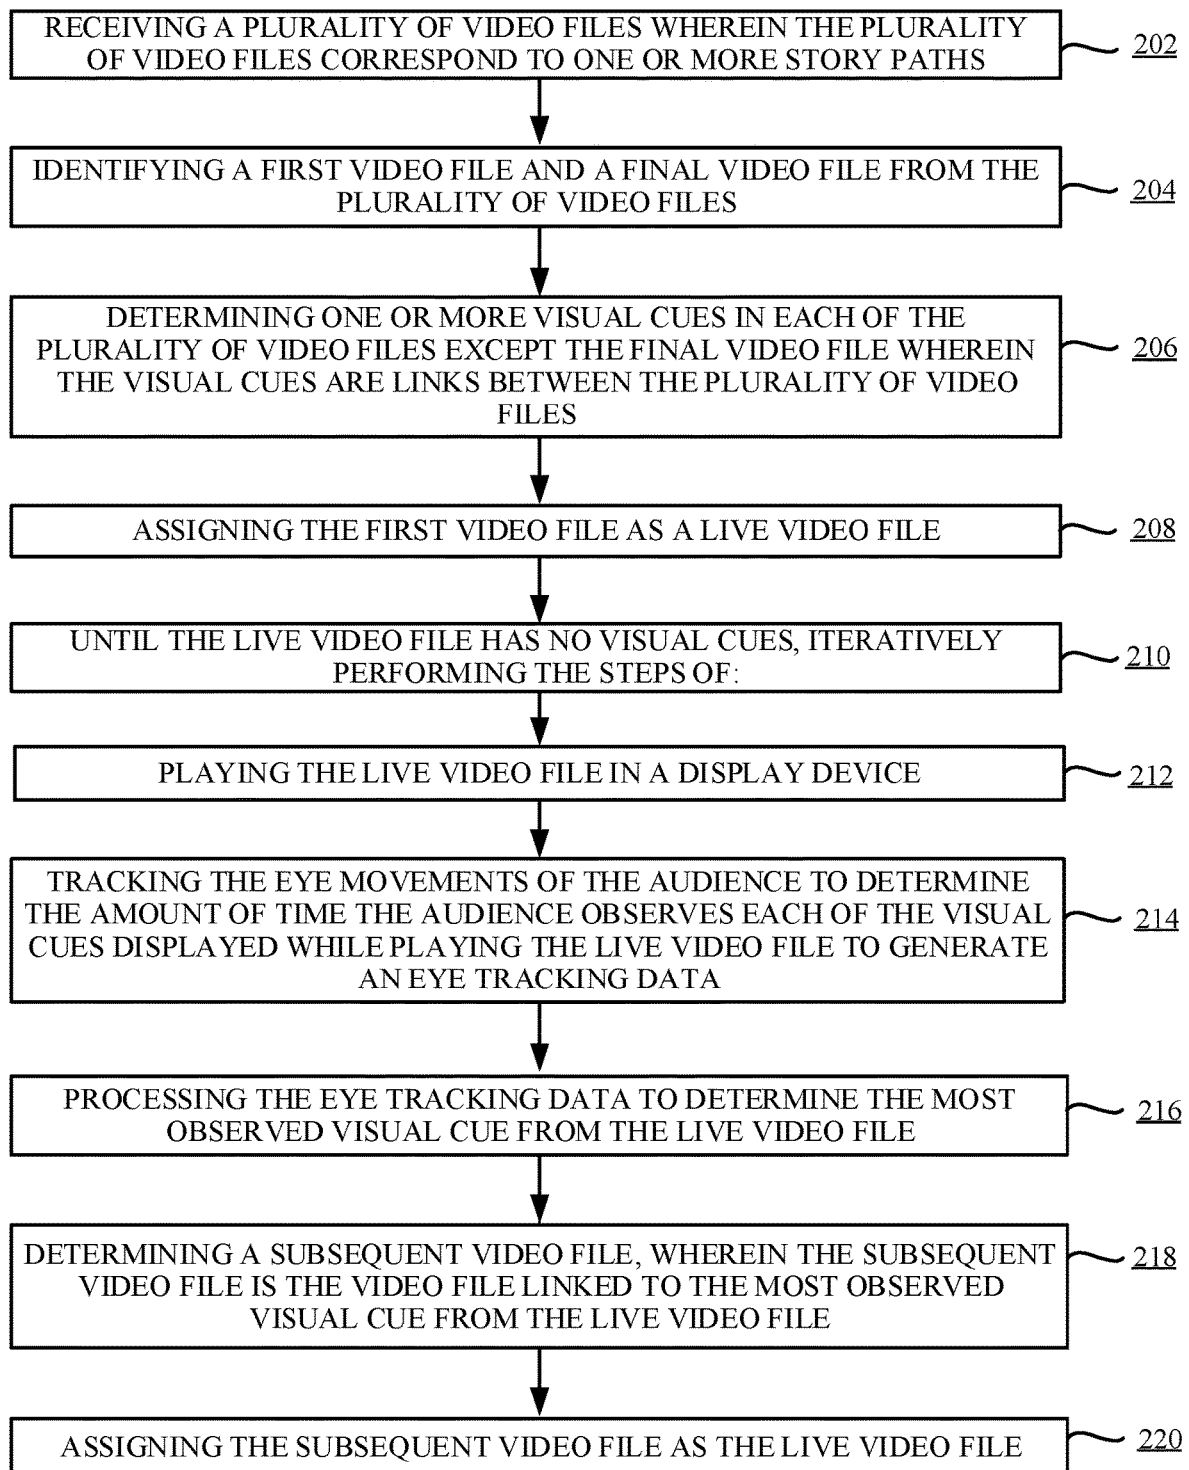 RECEIVING A PLURALITY OF VIDEO FILES WHEREIN THE PLURALITY
OF VIDEO FILES CORRESPOND TO ONE OR MORE STORY PATHS
202
IDENTIFYING A FIRST VIDEO FILE AND A FINAL VIDEO FILE FROM THE
PLURALITY OF VIDEO FILES
204
DETERMINING ONE OR MORE VISUAL CUES IN EACH OF THE
PLURALITY OF VIDEO FILES EXCEPT THE FINAL VIDEO FILE WHEREIN
THE VISUAL CUES ARE LINKS BETWEEN THE PLURALITY OF VIDEO
FILES
206
ASSIGNING THE FIRST VIDEO FILE AS A LIVE VIDEO FILE
208
UNTIL THE LIVE VIDEO FILE HAS NO VISUAL CUES, ITERATIVELY
PERFORMING THE STEPS OF:
210
PLAYING THE LIVE VIDEO FILE IN A DISPLAY DEVICE
212
TRACKING THE EYE MOVEMENTS OF THE AUDIENCE TO DETERMINE
THE AMOUNT OF TIME THE AUDIENCE OBSERVES EACH OF THE VISUAL
CUES DISPLAYED WHILE PLAYING THE LIVE VIDEO FILE TO GENERATE
AN EYE TRACKING DATA
214
PROCESSING THE EYE TRACKING DATA TO DETERMINE THE MOST
OBSERVED VISUAL CUE FROM THE LIVE VIDEO FILE
216
DETERMINING A SUBSEQUENT VIDEO FILE, WHEREIN THE SUBSEQUENT
VIDEO FILE IS THE VIDEO FILE LINKED TO THE MOST OBSERVED
VISUAL CUE FROM THE LIVE VIDEO FILE
218
ASSIGNING THE SUBSEQUENT VIDEO FILE AS THE LIVE VIDEO FILE
220